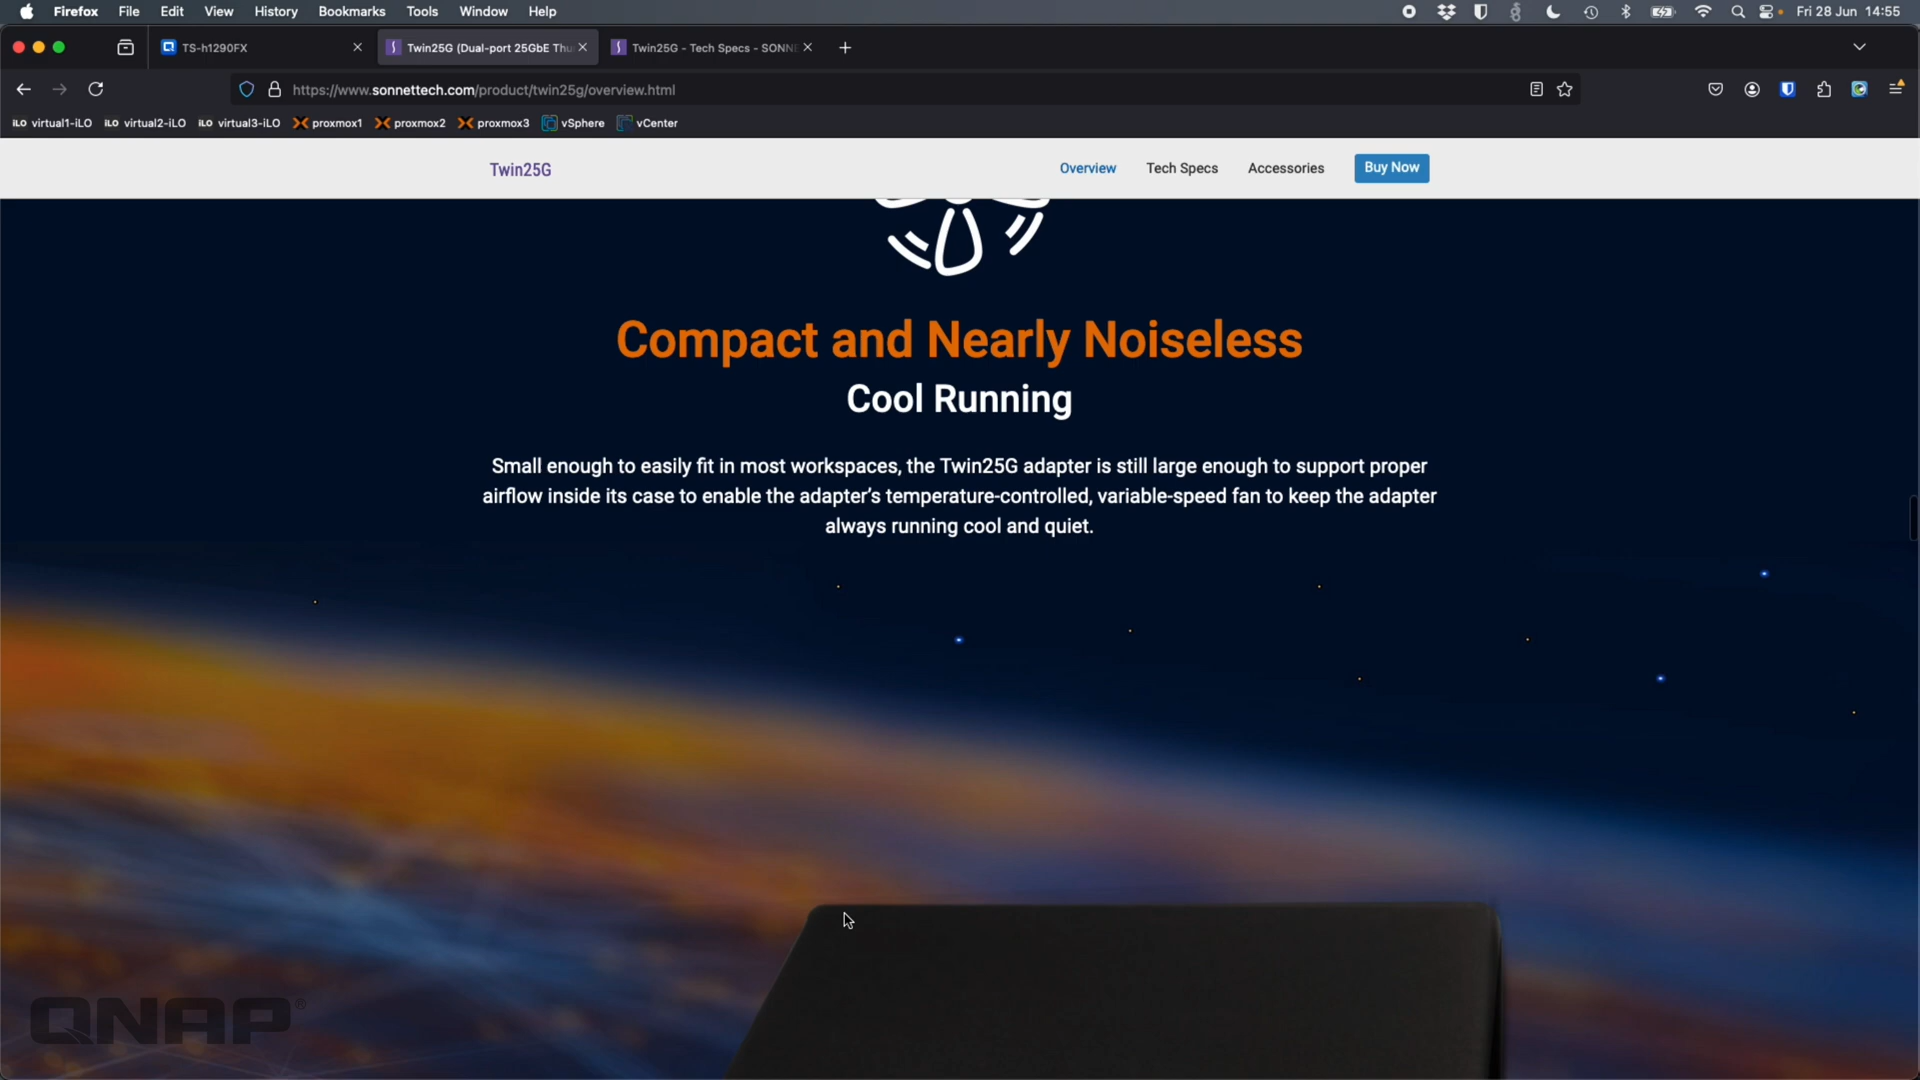 Firefox File Edit View History Bookmarks Tools Window Help Fri 28 Jun 14:55
TS-h1290FX Twin25G (Dual-port 25GbE Thu Twin25G - Tech Specs - SONN
https://www.sonnettech.com/product/twin25g/overview.html
iLO virtual1-iLO iLO virtual2-iLO iLO virtual3-iLO proxmox1 proxmox2 proxmox3 vSphere vCenter
Twin25G Overview Tech Specs Accessories Buy Now
Compact and Nearly Noiseless
Cool Running
Small enough to easily fit in most workspaces, the Twin25G adapter is still large enough to support proper
airflow inside its case to enable the adapter’s temperature-controlled, variable-speed fan to keep the adapter
always running cool and quiet.
QNAP®